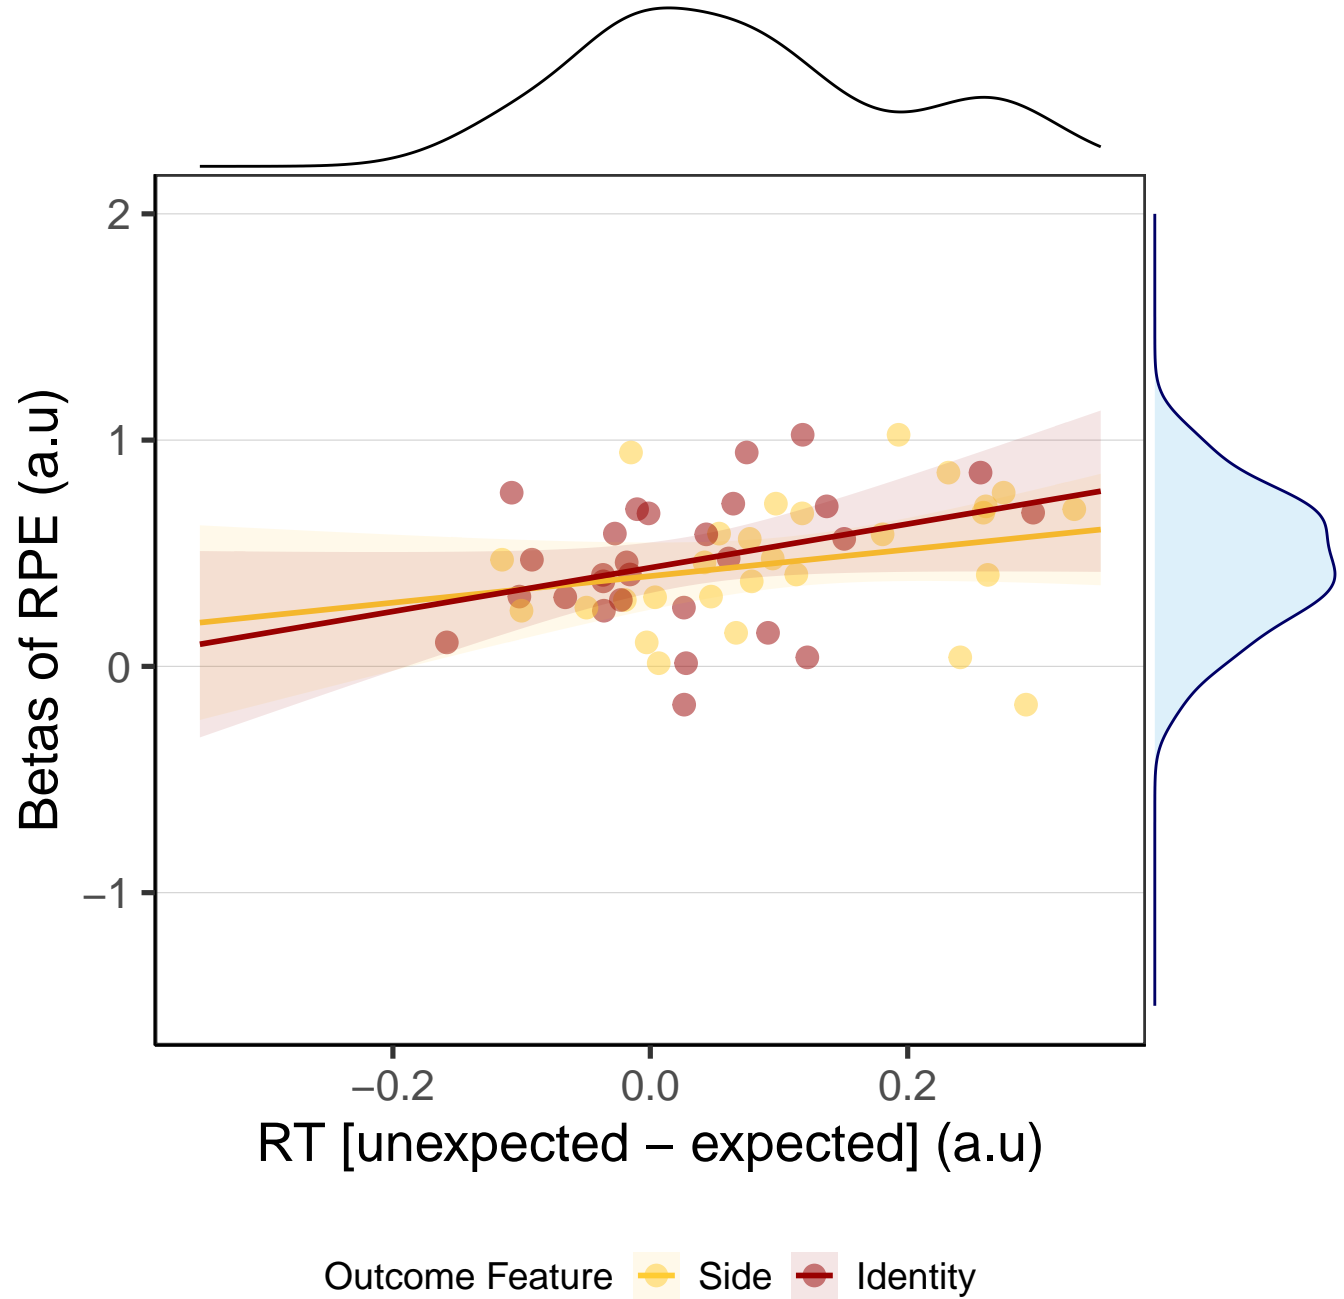 2
1
0
−1
Betas of RPE (a.u)
−0.2 0.0 0.2
RT [unexpected − expected] (a.u)
Outcome Feature Side Identity